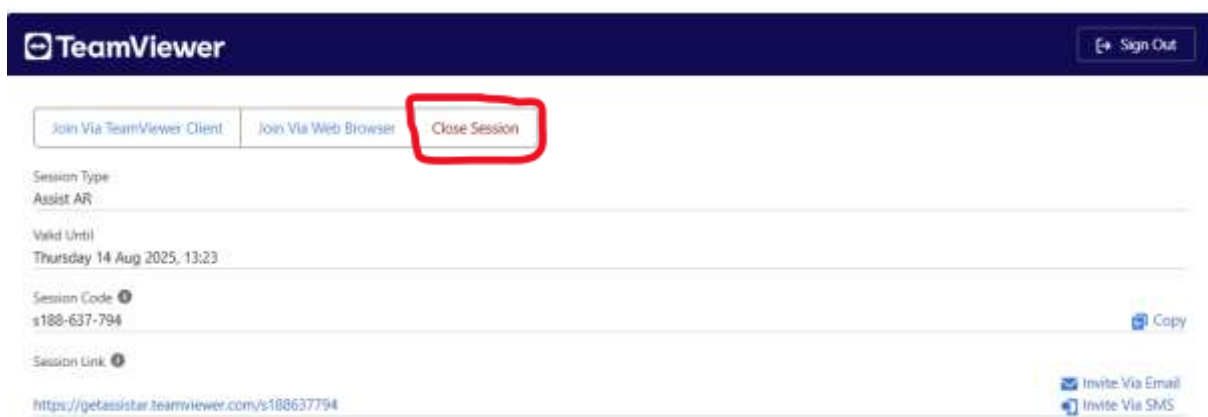 TeamViewer
Sign Out
Join Via TeamViewer Client
Join Via Web Browser
Close Session
Session Type
Assist AR
Valid Until
Thursday 14 Aug 2025, 13:23
Session Code
s188-637-794
Copy
Session Link
Invite Via Email
https://getassistar.teamviewer.com/s188637794
Invite Via SMS